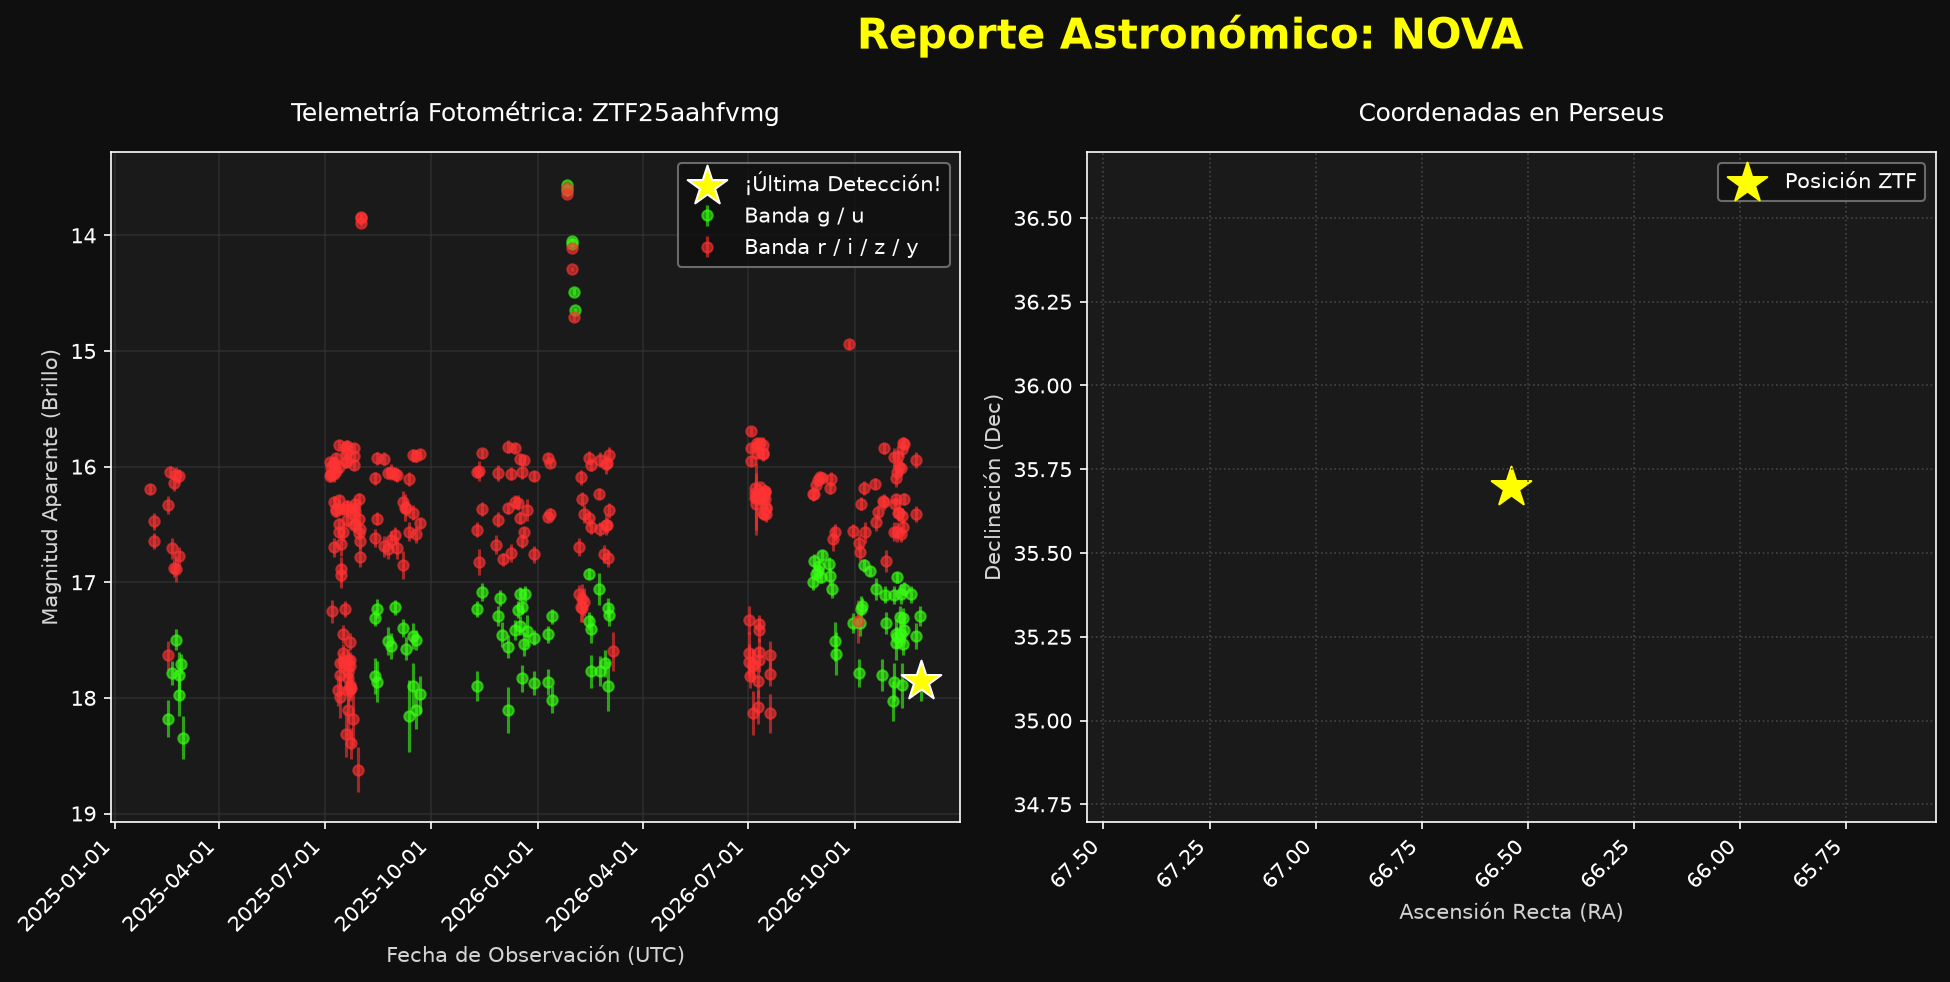 Reporte Astronómico: NOVA
Telemetría Fotométrica: ZTF25aahfvmg
¡Última Detección!
Banda g / u
Banda r / i / z / y
Magnitud Aparente (Brillo)
14
15
16
17
18
19
2025-01-01
2025-04-01
2025-07-01
2025-10-01
2026-01-01
2026-04-01
2026-07-01
2026-10-01
Fecha de Observación (UTC)
Coordenadas en Perseus
Posición ZTF
Declinación (Dec)
36.50
36.25
36.00
35.75
35.50
35.25
35.00
34.75
67.50
67.25
67.00
66.75
66.50
66.25
66.00
65.75
Ascensión Recta (RA)